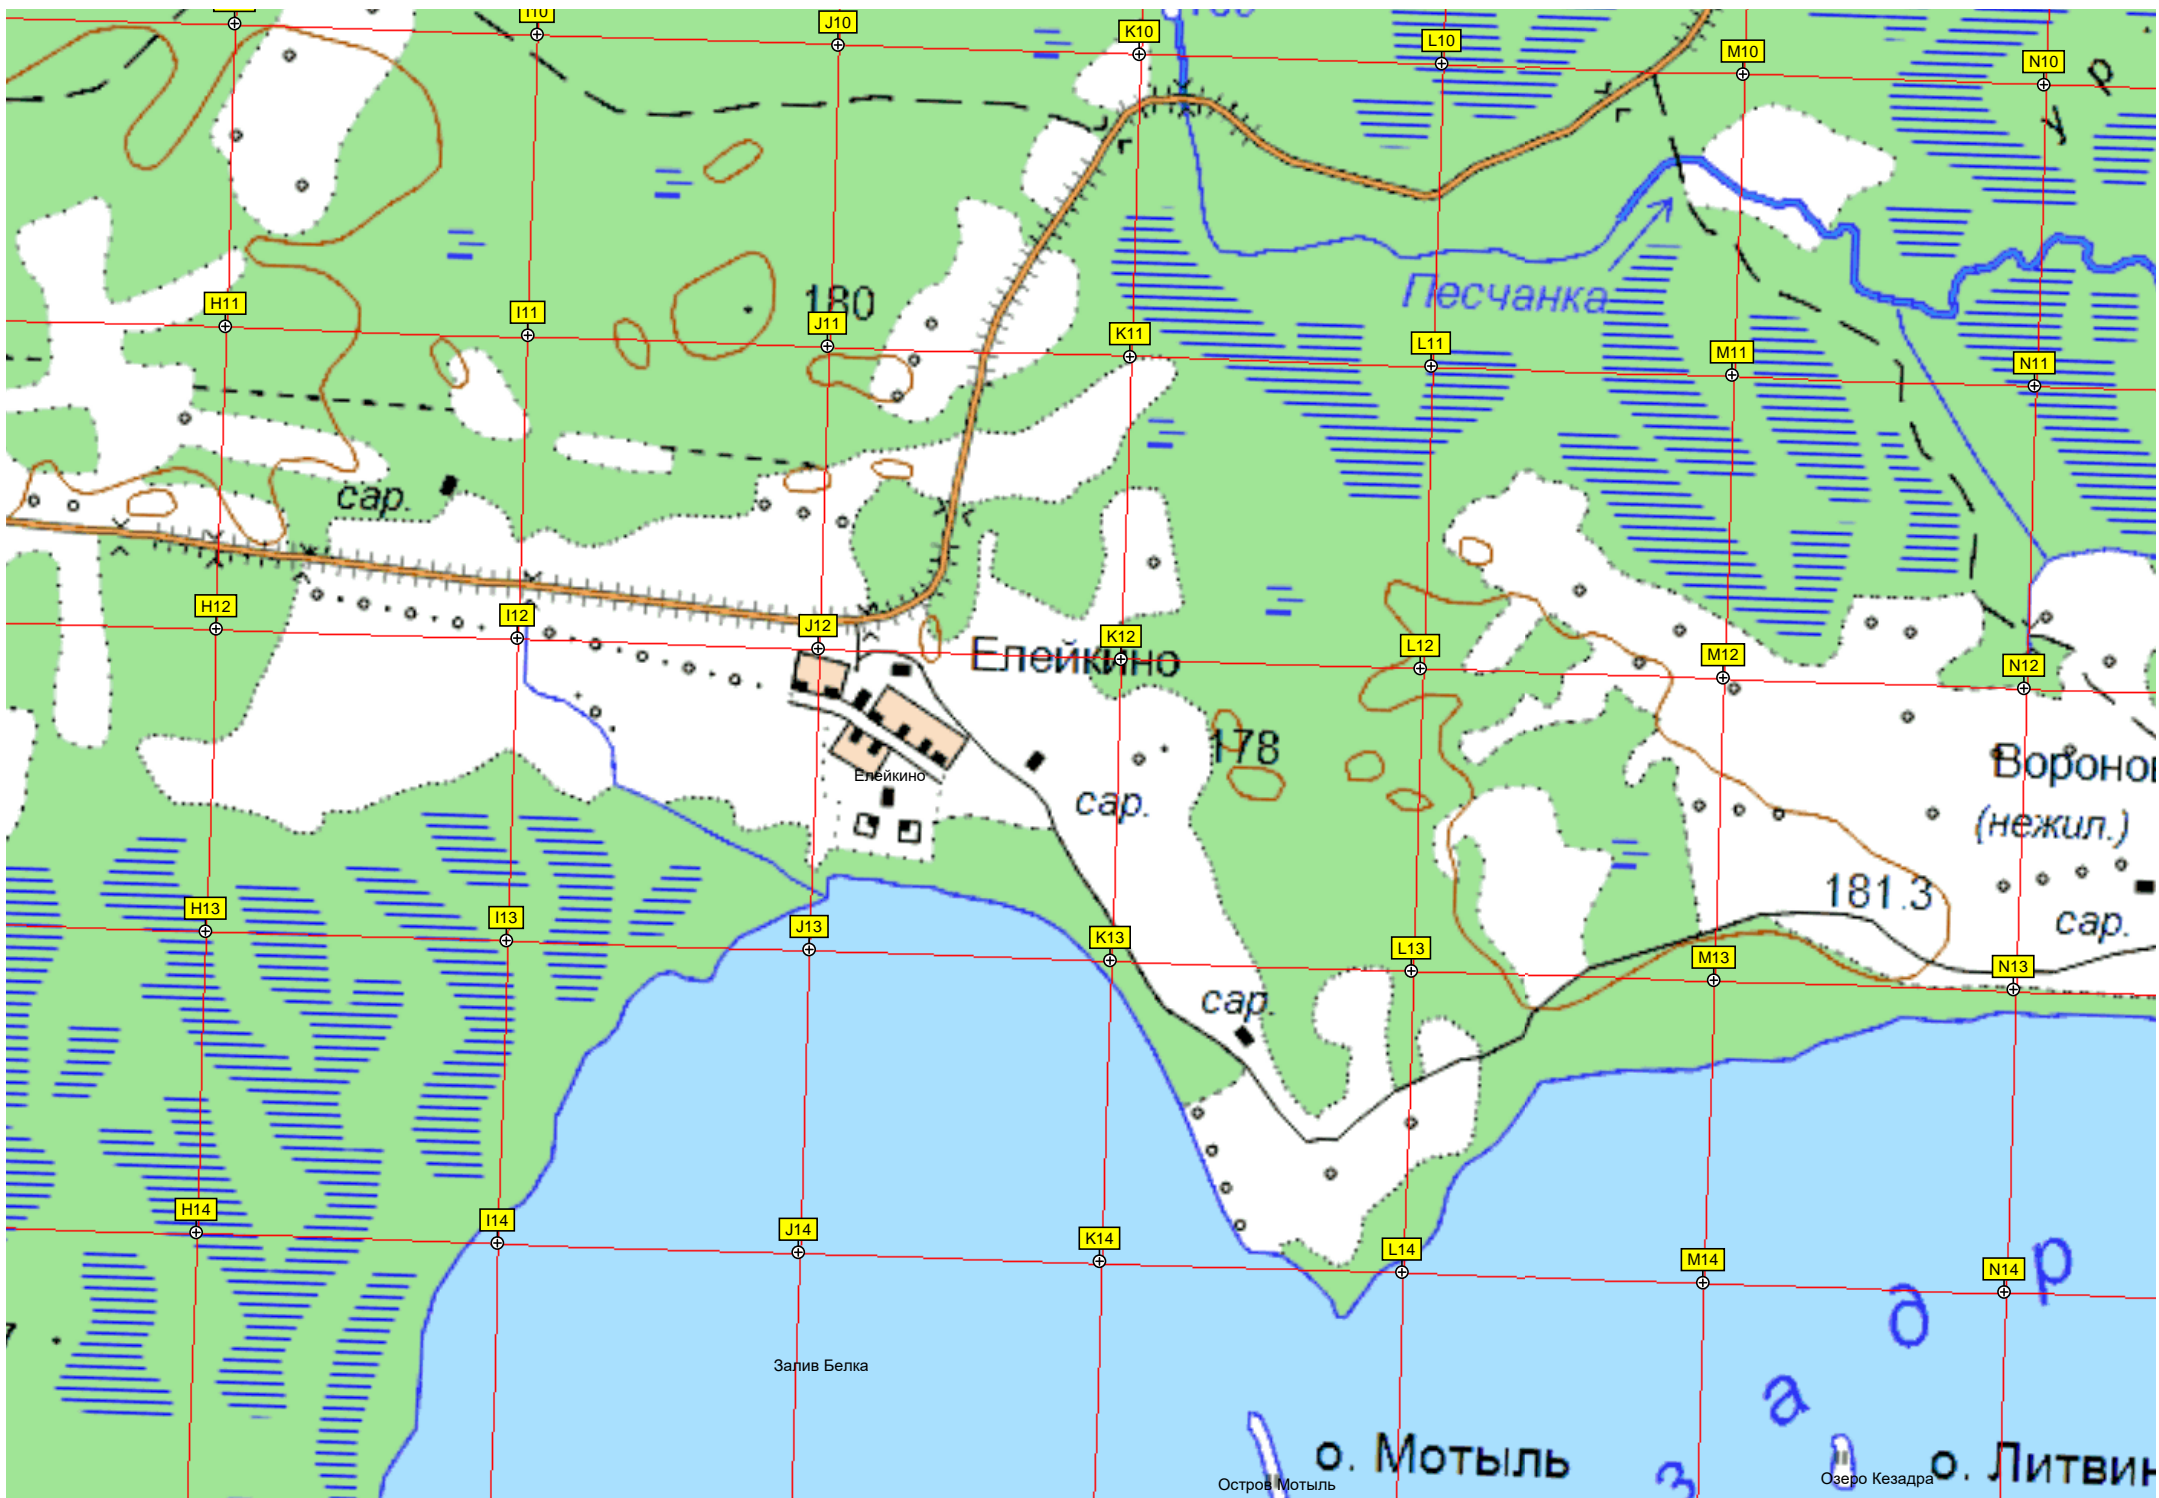 I10
J10
K10
L10
M10
N10
у р
Песчанка
H11
I11
180
J11
K11
L11
M11
N11
сар.
H12
I12
J12
Елейкино
K12
L12
M12
N12
178
Вороно
(нежил.)
Елейкино
сар.
181.3
сар.
H13
I13
J13
K13
L13
M13
N13
сар.
H14
I14
J14
K14
L14
M14
N14
з а д р
Залив Белка
о. Мотыль
Остров Мотыль
Озеро Кезадра
о. Литвин